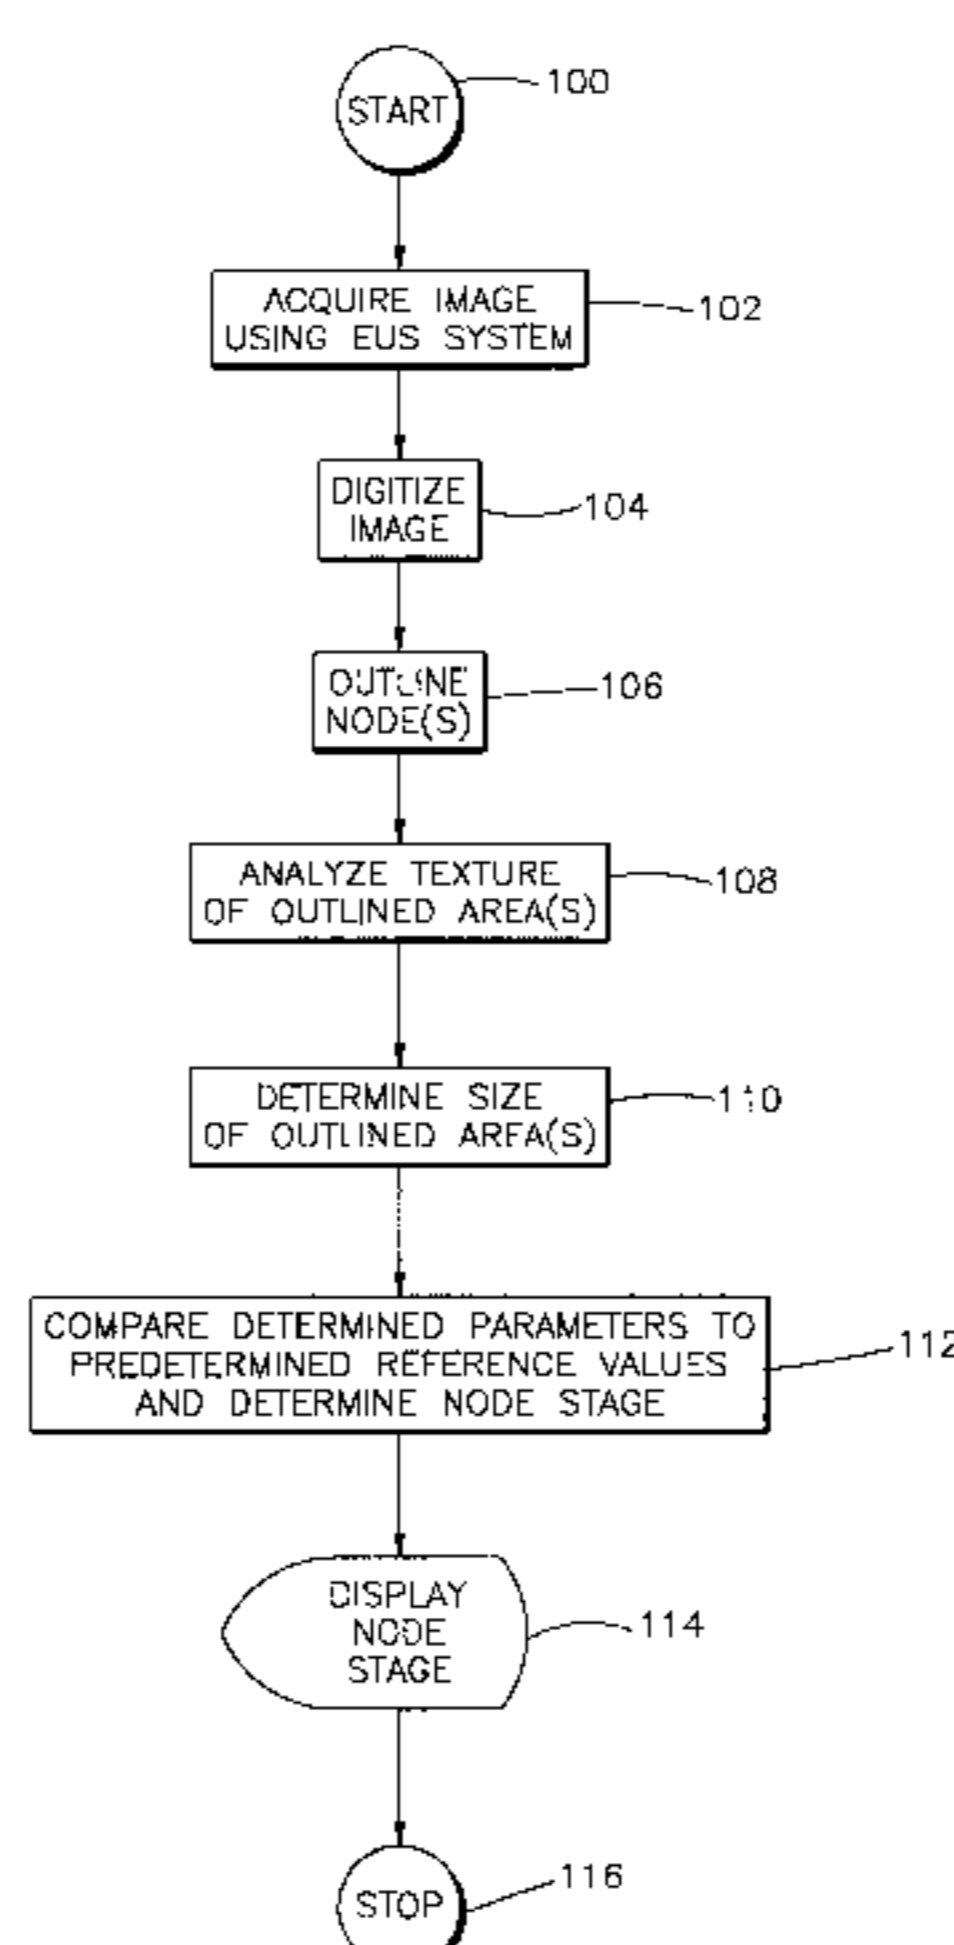 START
100
ACQUIRE IMAGE
USING EUS SYSTEM
102
DIGITIZE
IMAGE
104
OUTLINE
NODE(S)
106
ANALYZE TEXTURE
OF OUTLINED AREA(S)
108
DETERMINE SIZE
OF OUTLINED AREA(S)
110
COMPARE DETERMINED PARAMETERS TO
PREDETERMINED REFERENCE VALUES
AND DETERMINE NODE STAGE
112
DISPLAY
NODE
STAGE
114
STOP
116